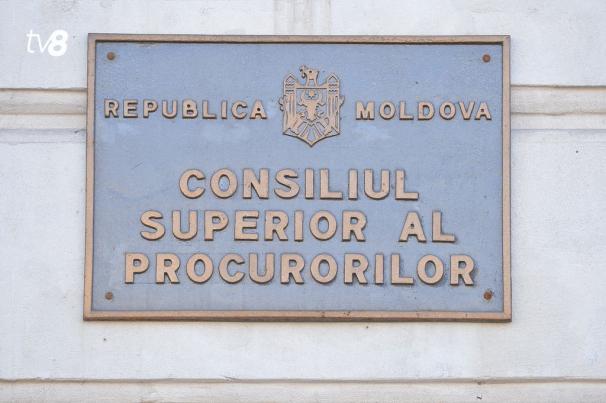 tv8
REPUBLICA MOLDOVA
CONSILIUL
SUPERIOR AL
PROCURORILOR